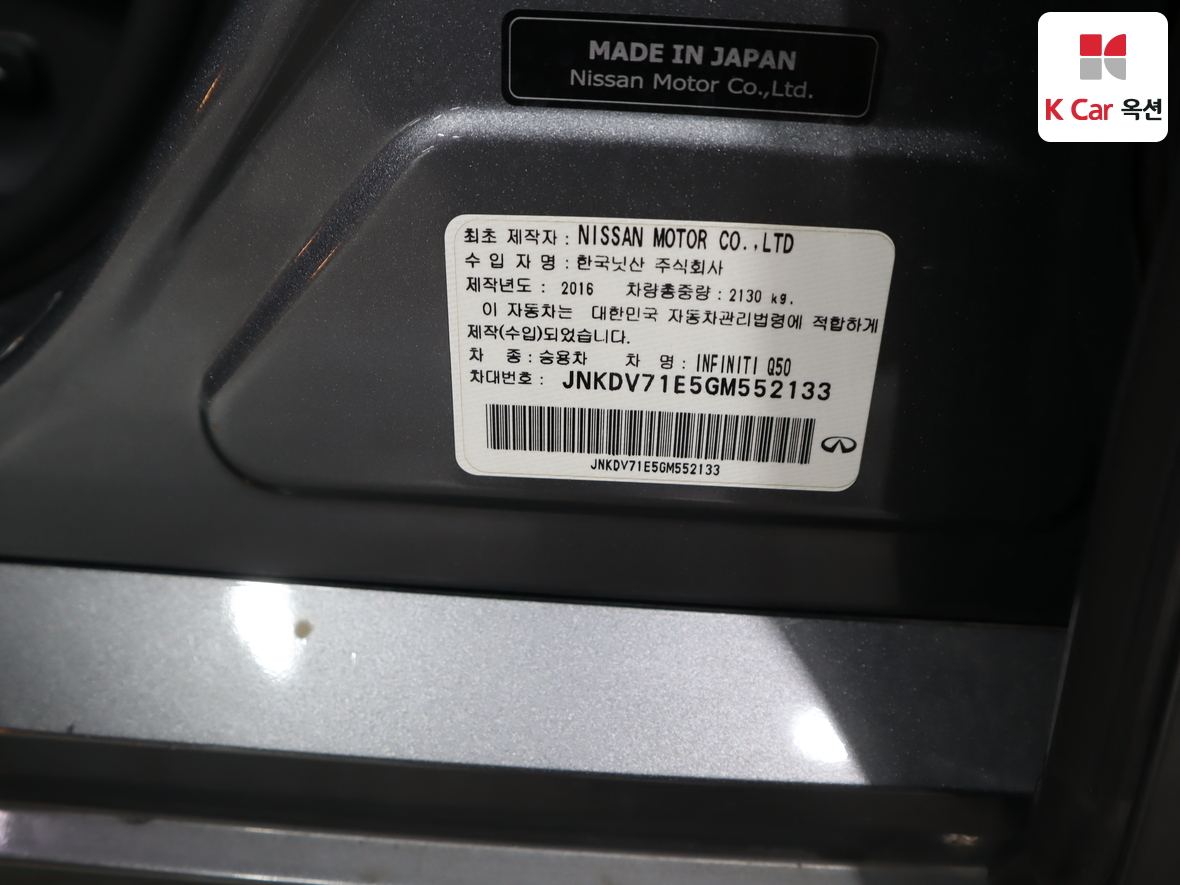 MADE IN JAPAN
Nissan Motor Co.,Ltd.
K Car 옥션
최초 제작자 : NISSAN MOTOR CO.,LTD
수 입 자 명 : 한국닛산 주식회사
제작년도 : 2016 차량총중량 : 2130 kg.
이 자동차는 대한민국 자동차관리법령에 적합하게
제작(수입)되었습니다.
차 종 : 승용차 차 명 : INFINITI Q50
차대번호 : JNKDV71E5GM552133
JNKDV71E5GM552133